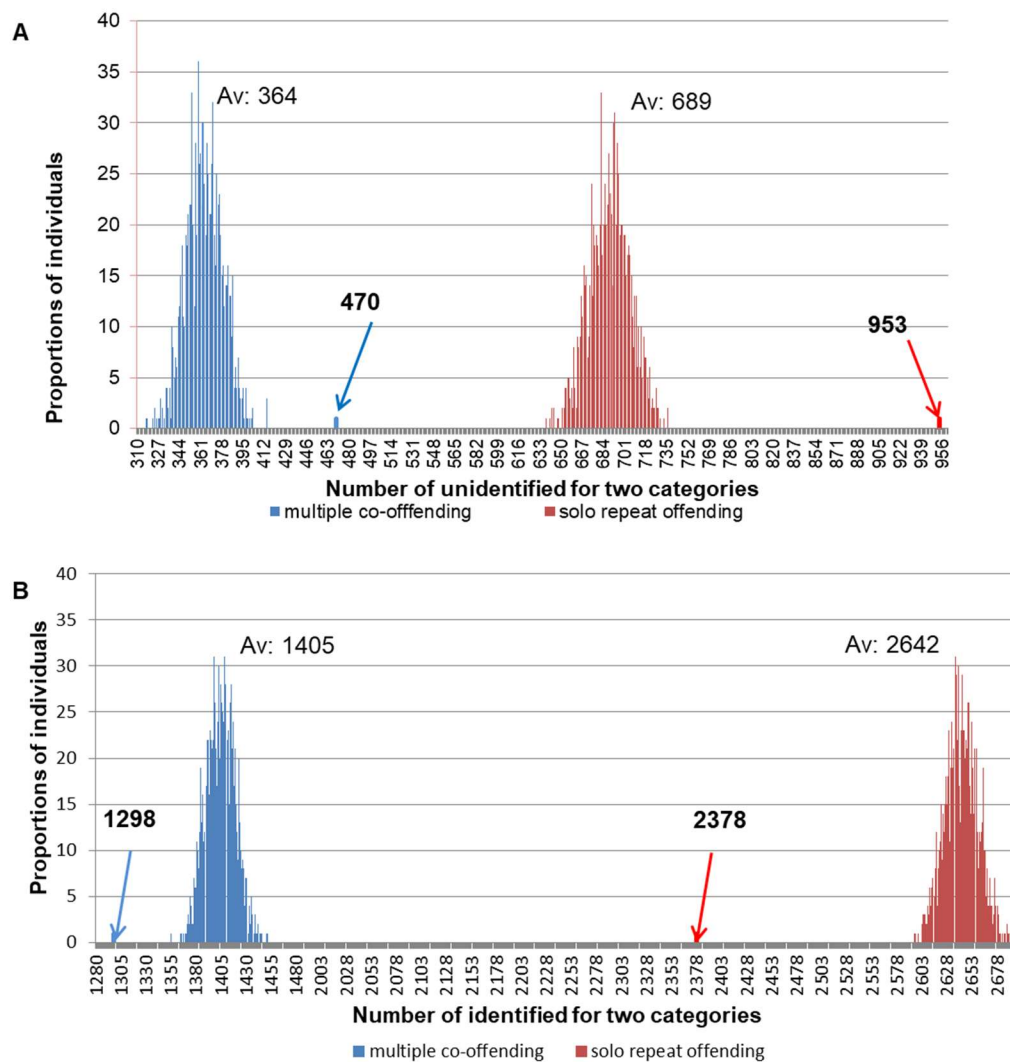 A
40
35
30
25
20
15
10
5
0
Proportions of individuals
Av: 364
Av: 689
470
953
310 327 344 361 378 395 412 429 446 463 480 497 514 531 548 565 582 599 616 633 650 667 684 701 718 735 752 769 786 803 820 837 854 871 888 905 922 939 956
Number of unidentified for two categories
multiple co-offfending solo repeat offending
B
40
35
30
25
20
15
10
5
0
Proportions of individuals
Av: 1405
Av: 2642
1298
2378
1280 1305 1330 1355 1380 1405 1430 1455 1480 2003 2028 2053 2078 2103 2128 2153 2178 2203 2228 2253 2278 2303 2328 2353 2378 2403 2428 2453 2478 2503 2528 2553 2578 2603 2628 2653 2678
Number of identified for two categories
multiple co-offending solo repeat offending